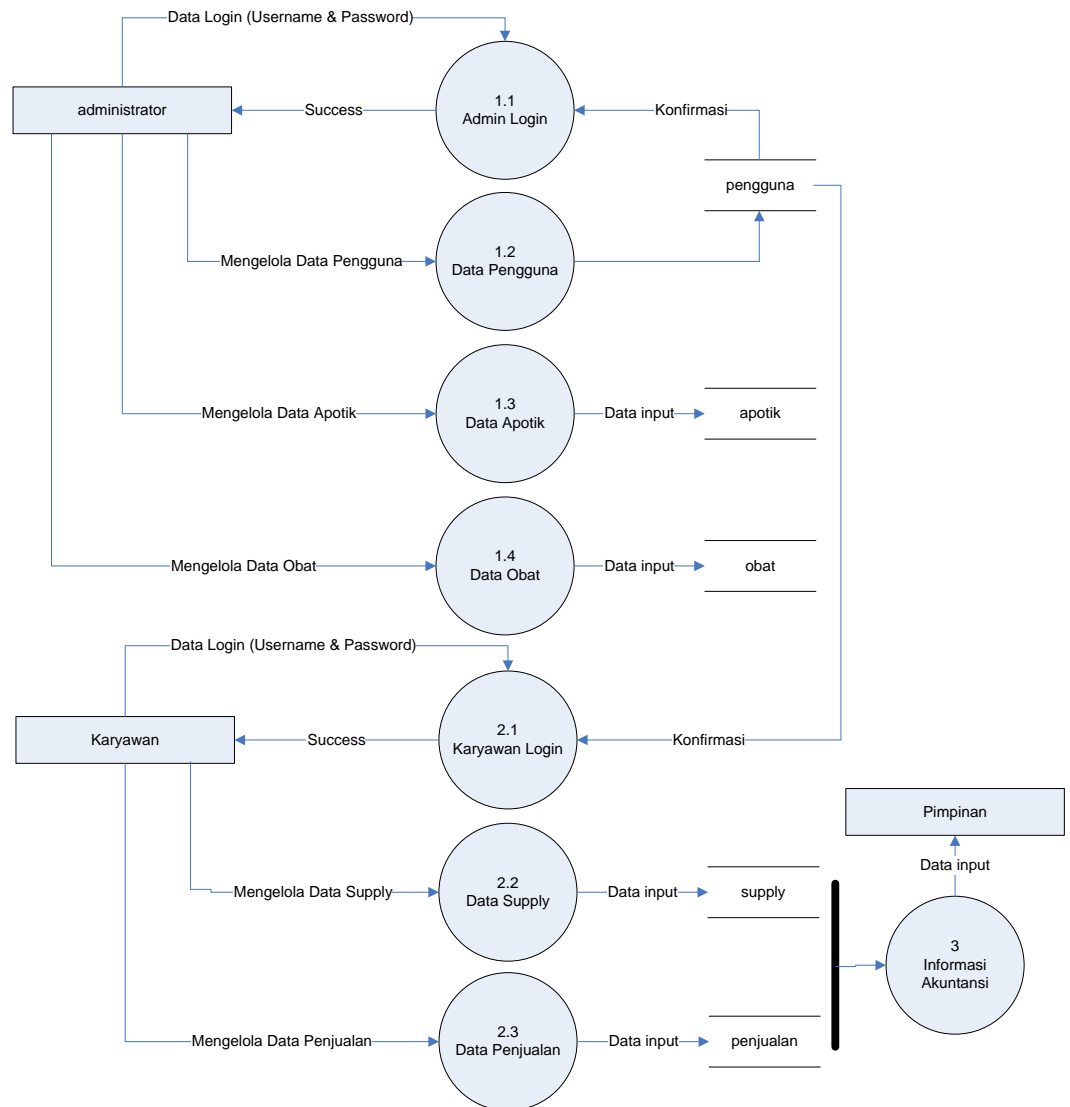 Data Login (Username & Password)
administrator
Success
1.1
Admin Login
Konfirmasi
pengguna
Mengelola Data Pengguna
1.2
Data Pengguna
Mengelola Data Apotik
1.3
Data Apotik
Data input
apotik
Mengelola Data Obat
1.4
Data Obat
Data input
obat
Data Login (Username & Password)
Karyawan
Success
2.1
Karyawan Login
Konfirmasi
Pimpinan
Data input
Mengelola Data Supply
2.2
Data Supply
Data input
supply
3
Informasi
Akuntansi
Mengelola Data Penjualan
2.3
Data Penjualan
Data input
penjualan